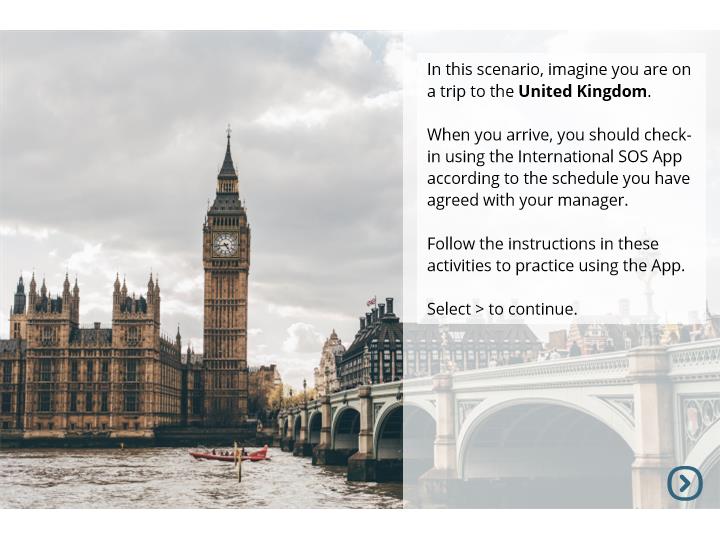 In this scenario, imagine you are on
a trip to the United Kingdom.
When you arrive, you should check-
in using the International SOS App
according to the schedule you have
agreed with your manager.
Follow the instructions in these
activities to practice using the App.
Select > to continue.